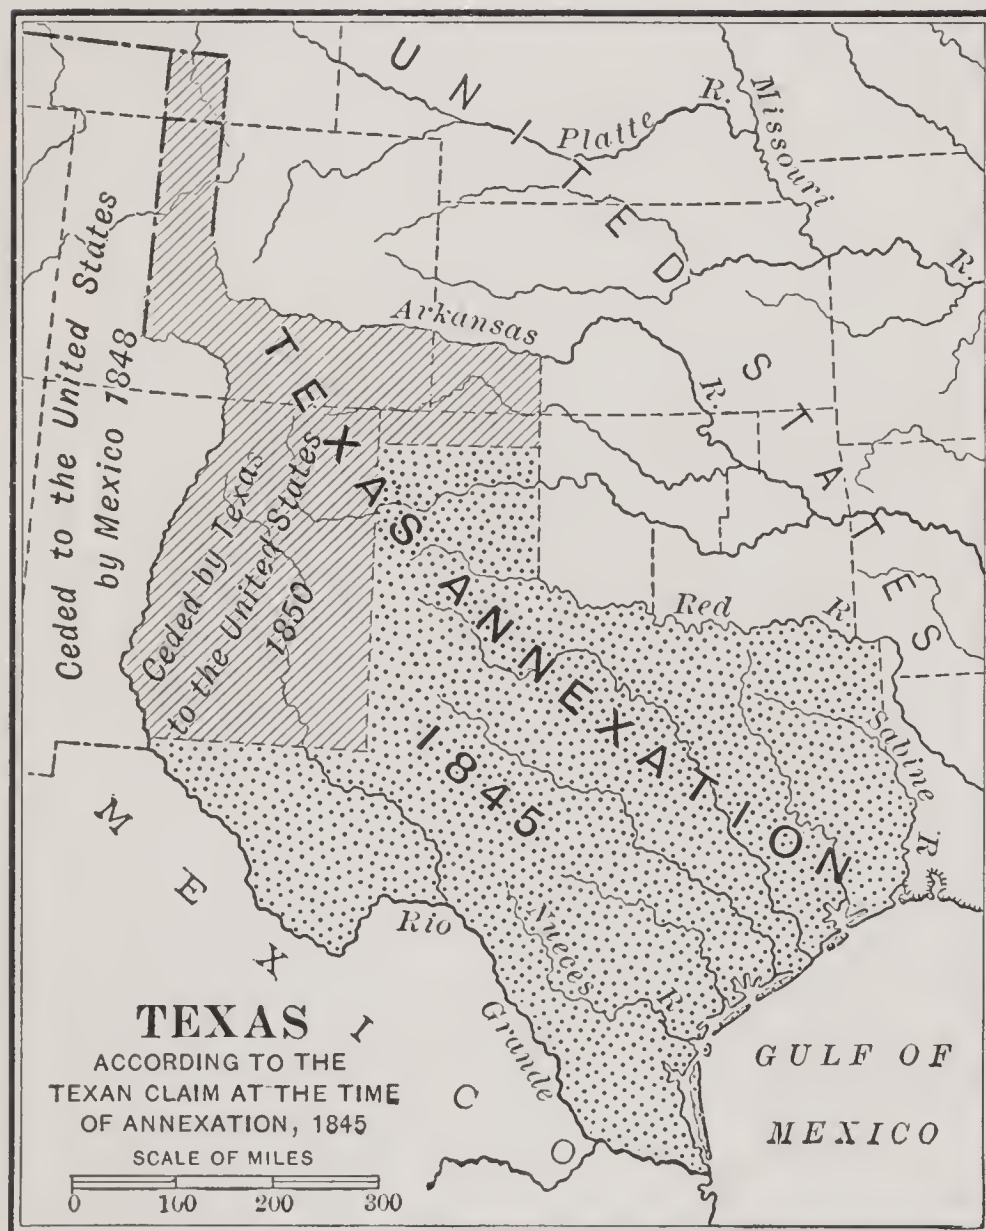 UNITED STATES
Platte R.
Missouri R.
Arkansas R.
TEXAS ANNEXATION
1845
Ceded to the United States
by Mexico 1848
Ceded by Texas
to the United States
1850
Red R
Sabine R
MEXICO
Rio Grande
Nueces R.
TEXAS
ACCORDING TO THE
TEXAN CLAIM AT THE TIME
OF ANNEXATION, 1845
SCALE OF MILES
0 100 200 300
GULF OF
MEXICO